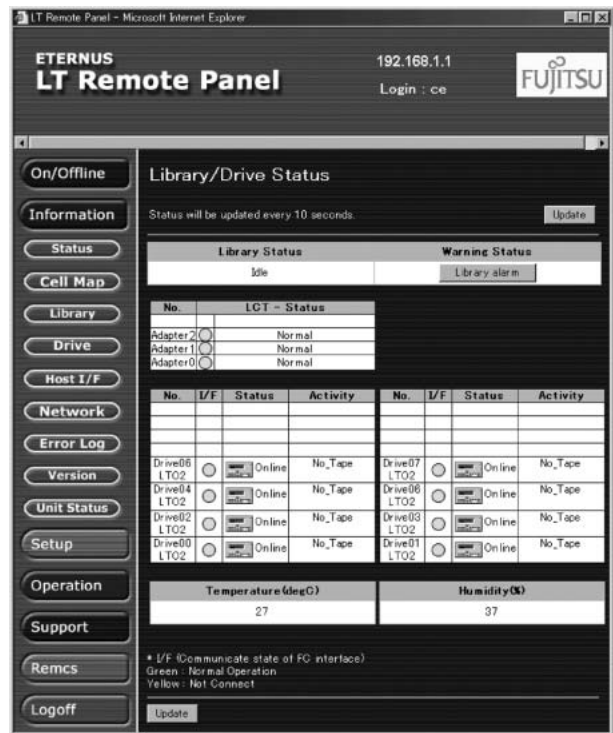 LT Remote Panel - Microsoft Internet Explorer
ETERNUS
LT Remote Panel
192.168.1.1
Login : ce
FUJITSU
On/Offline
Information
Status
Cell Map
Library
Drive
Host I/F
Network
Error Log
Version
Unit Status
Setup
Operation
Support
Remcs
Logoff
Library/Drive Status
Status will be updated every 10 seconds.
Update
Library Status Warning Status
Idle Library alarm
No. LCT - Status
Adapter2 Normal
Adapter1 Normal
Adapter0 Normal
No. I/F Status Activity No. I/F Status Activity
Drive06 LTO2 Online No_Tape Drive07 LTO2 Online No_Tape
Drive04 LTO2 Online No_Tape Drive06 LTO2 Online No_Tape
Drive02 LTO2 Online No_Tape Drive03 LTO2 Online No_Tape
Drive00 LTO2 Online No_Tape Drive01 LTO2 Online No_Tape
Temperature(degC) Humidity(%)
27 37
* I/F (Communicate state of FC interface)
Green : Normal Operation
Yellow : Not Connect
Update